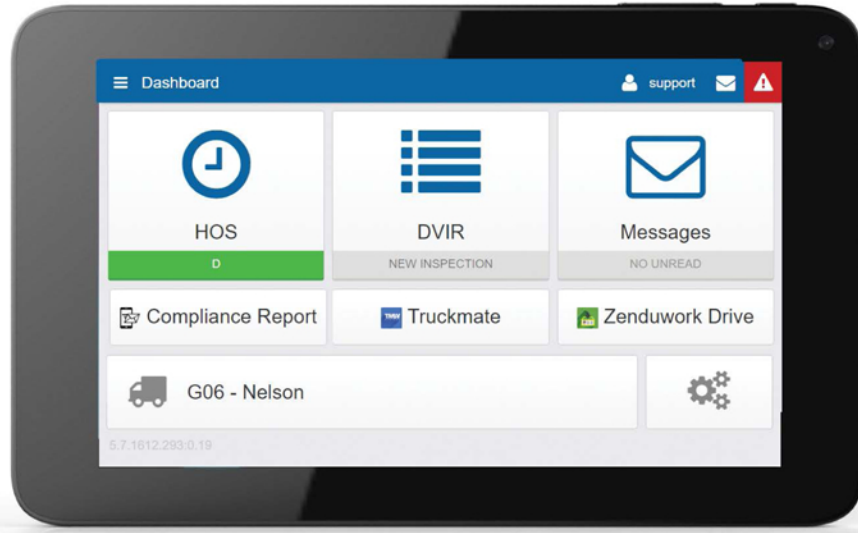 Dashboard
support
HOS
D
DVIR
NEW INSPECTION
Messages
NO UNREAD
Compliance Report
Truckmate
Zenduwork Drive
G06 - Nelson
5.7.1612.293:0.19